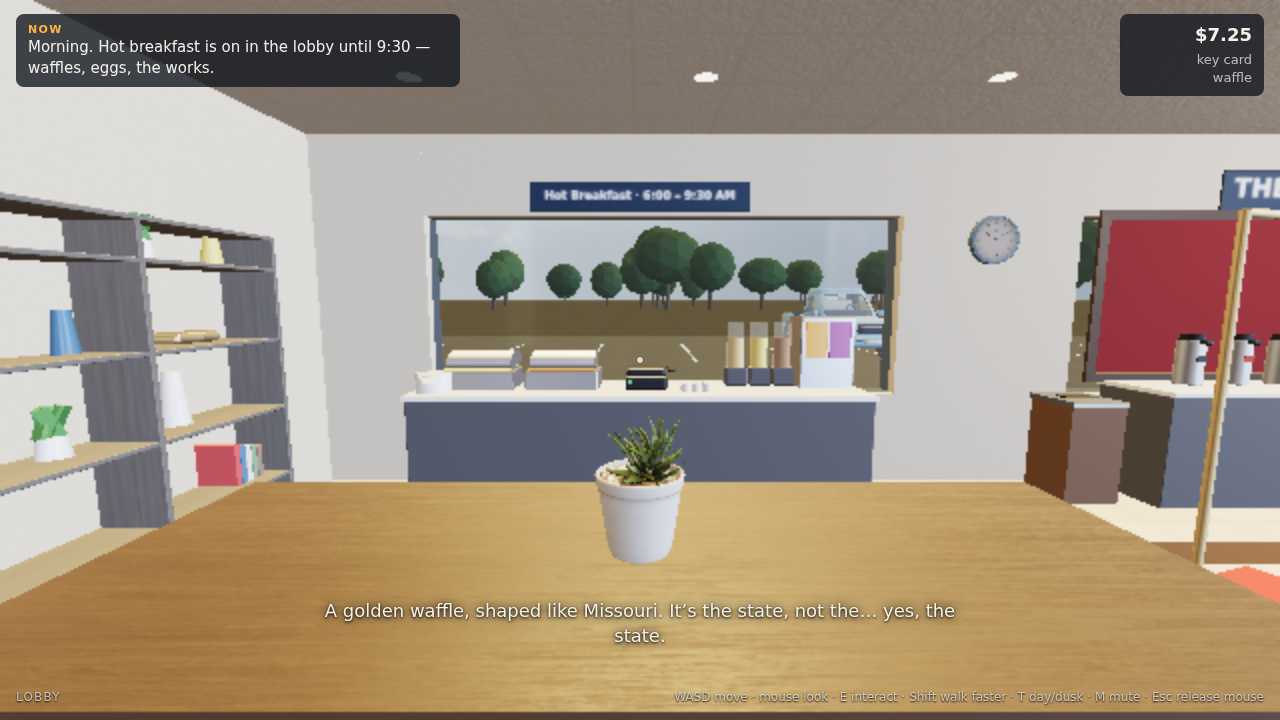 NOW
Morning. Hot breakfast is on in the lobby until 9:30 —
waffles, eggs, the works.
$7.25
key card
waffle
Hot Breakfast · 6:00 – 9:30 AM
THE
A golden waffle, shaped like Missouri. It’s the state, not the… yes, the
state.
LOBBY
WASD move · mouse look · E interact · Shift walk faster · T day/dusk · M mute · Esc release mouse